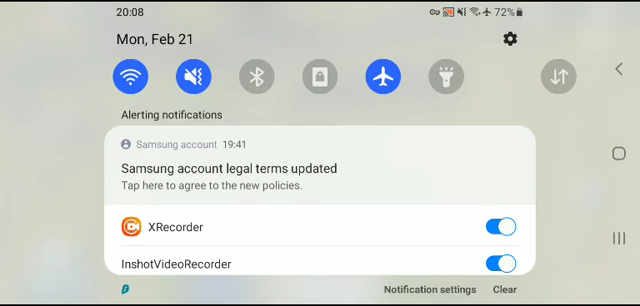 20:08
72%
Mon, Feb 21
Alerting notifications
Samsung account 19:41
Samsung account legal terms updated
Tap here to agree to the new policies.
XRecorder
InshotVideoRecorder
Notification settings Clear